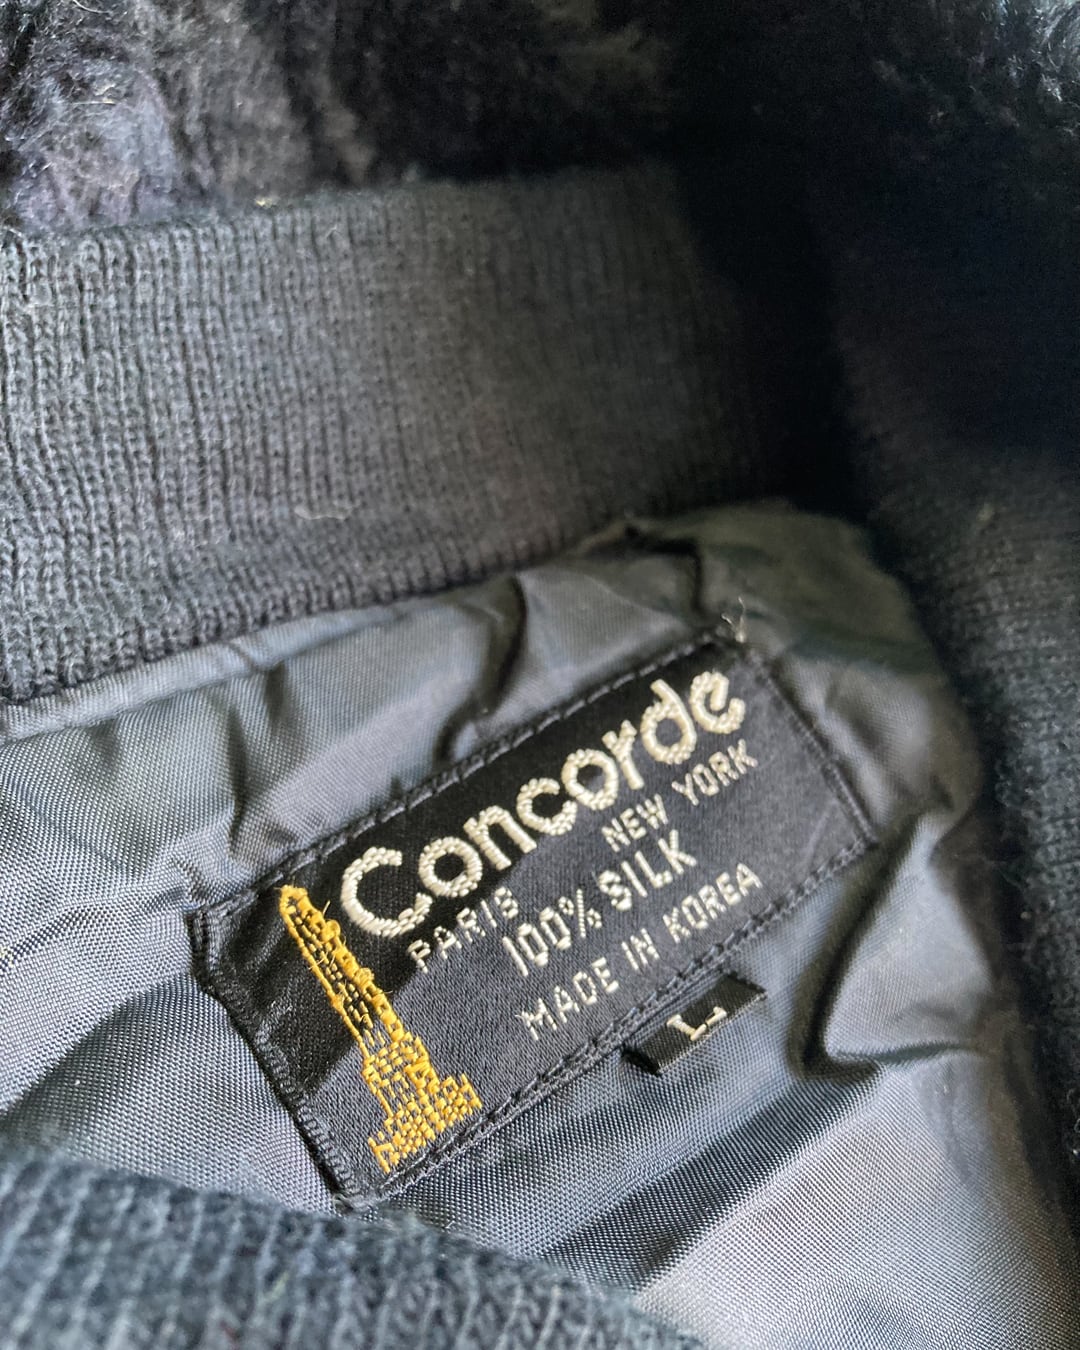 Concorde
PARIS NEW YORK
100% SILK
MADE IN KOREA
L